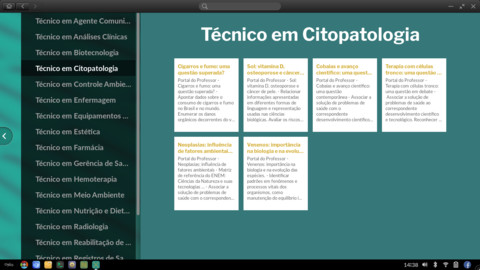 Técnico em Agente Comuni...
Técnico em Análises Clínicas
Técnico em Biotecnologia
Técnico em Citopatologia
Técnico em Controle Ambie...
Técnico em Enfermagem
Técnico em Equipamentos ...
Técnico em Estética
Técnico em Farmácia
Técnico em Gerência de Sa...
Técnico em Hemoterapia
Técnico em Meio Ambiente
Técnico em Nutrição e Diet...
Técnico em Radiologia
Técnico em Reabilitação de ...
Técnico em Registros de Sa...
Técnico em Citopatologia
Cigarros e fumo: uma
questão superada?
Portal do Professor -
Cigarros e fumo: uma
questão superada? -
Apontar dados sobre o
consumo de cigarros e fumo
no Brasil e no mundo.
Enumerar os danos
orgânicos decorrentes do v...
Sol: vitamina D,
osteoporose e câncer...
Portal do Professor - Sol:
vitamina D, osteoporose e
câncer de pele. - Relacionar
informações apresentadas
em diferentes formas de
linguagem e representação
usadas nas ciências
biológicas. Avaliar os riscos...
Cobaias e avanço
científico: uma quest...
Portal do Professor -
Cobaias e avanço científico:
uma questão
contemporânea - Associar a
solução de problemas de
saúde com o
correspondente
desenvolvimento científico...
Terapia com células
tronco: uma questão ...
Portal do Professor -
Terapia com células tronco:
uma questão em debate -
Associar a solução de
problemas de saúde ao
correspondente
desenvolvimento científico
e tecnológico. Reconhecer ...
Neoplasias: influência
de fatores ambientai...
Portal do Professor -
Neoplasias: influência de
fatores ambientais - Matriz
de referência do ENEM:
Ciências da Natureza e suas
tecnologias ... - Associar a
solução de problemas de
saúde com o corresponden...
Venenos: importância
na biologia e na evolu...
Portal do Professor -
Venenos: importância na
biologia e na evolução das
espécies. - Identificar
padrões em fenômenos e
processos vitais dos
organismos, como
manutenção do equilíbrio i...
14:38